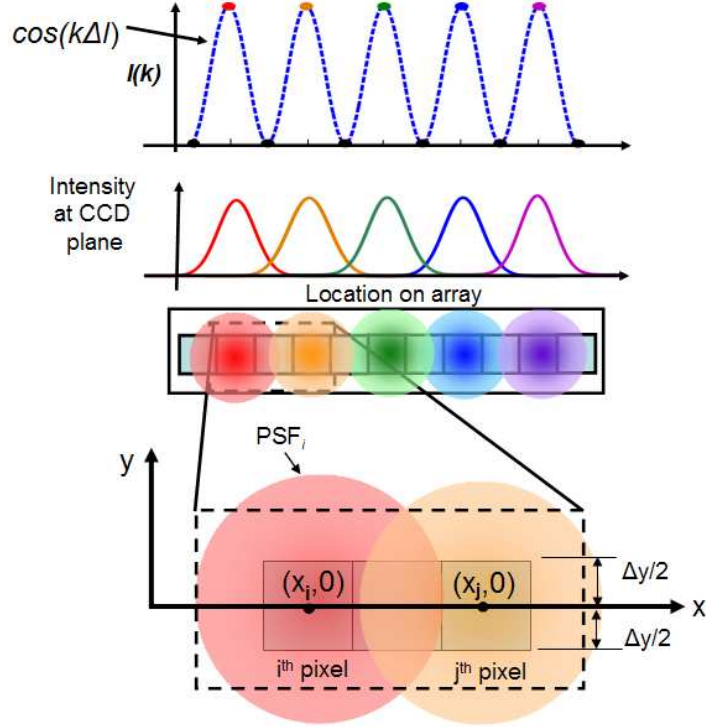 cos(kΔl)
I(k)
Intensity
at CCD
plane
Location on array
PSFᵢ
y
(xᵢ,0)
(xⱼ,0)
Δy/2
x
Δy/2
iᵗʰ pixel
jᵗʰ pixel